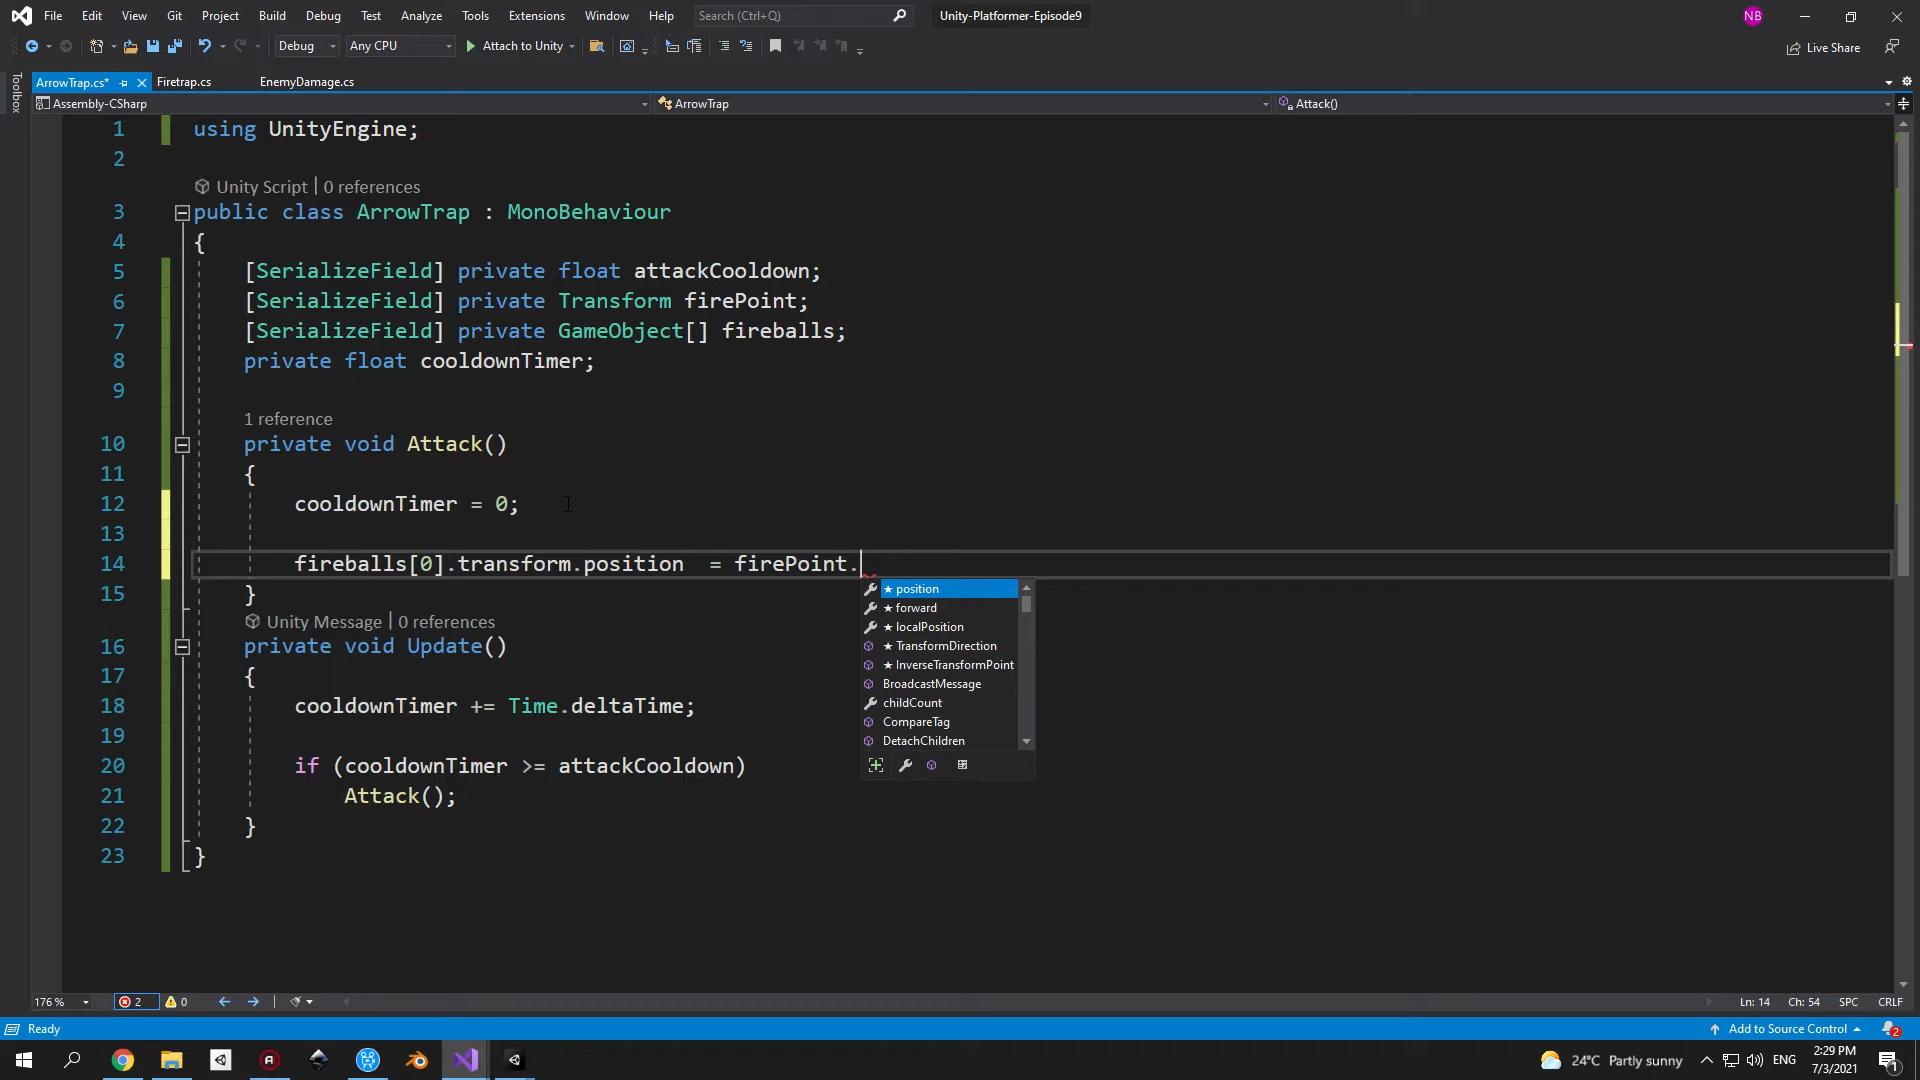 File Edit View Git Project Build Debug Test Analyze Tools Extensions Window Help Search (Ctrl+Q) Unity-Platformer-Episode9 NB
Debug Any CPU Attach to Unity Live Share
ArrowTrap.cs* Firetrap.cs EnemyDamage.cs
Toolbox
Assembly-CSharp ArrowTrap Attack()
1 using UnityEngine;
2
Unity Script | 0 references
3 public class ArrowTrap : MonoBehaviour
4 {
5 [SerializeField] private float attackCooldown;
6 [SerializeField] private Transform firePoint;
7 [SerializeField] private GameObject[] fireballs;
8 private float cooldownTimer;
9
1 reference
10 private void Attack()
11 {
12 cooldownTimer = 0;
13
14 fireballs[0].transform.position  = firePoint.
15 }
★ position
★ forward
★ localPosition
★ TransformDirection
★ InverseTransformPoint
BroadcastMessage
childCount
CompareTag
DetachChildren
Unity Message | 0 references
16 private void Update()
17 {
18 cooldownTimer += Time.deltaTime;
19
20 if (cooldownTimer >= attackCooldown)
21 Attack();
22 }
23 }
176 % 2 0 Ln: 14 Ch: 54 SPC CRLF
Ready Add to Source Control 2
24°C Partly sunny ENG 2:29 PM 7/3/2021 1